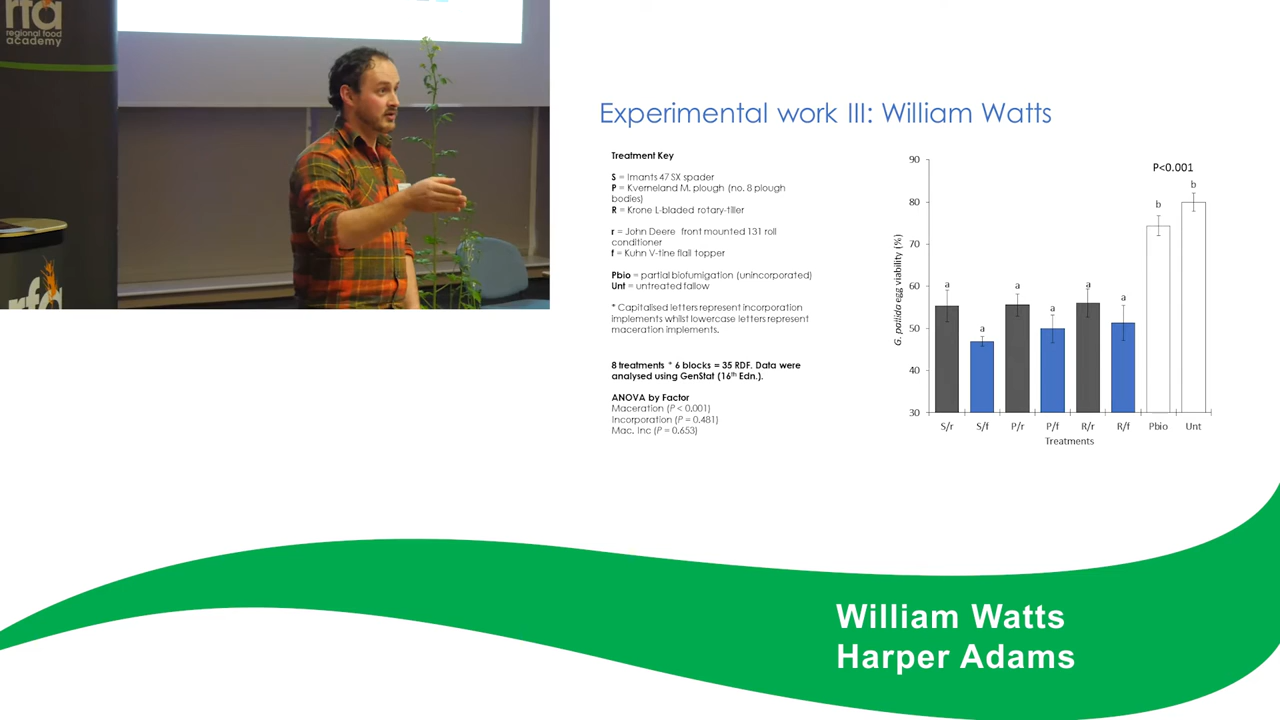 rfa
regional food
academy
rfa
Experimental work III: William Watts
Treatment Key
S = Imants 47 SX spader
P = Kverneland M. plough (no. 8 plough
bodies)
R = Krone L-bladed rotary-tiller
r = John Deere front mounted 131 roll
conditioner
f = Kuhn V-tine flail topper
Pbio = partial biofumigation (unincorporated)
Unt = untreated fallow
* Capitalised letters represent incorporation
implements whilst lowercase letters represent
maceration implements.
8 treatments * 6 blocks = 35 RDF. Data were
analysed using GenStat (16th Edn.).
ANOVA by Factor
Maceration (P < 0.001)
Incorporation (P = 0.481)
Mac. Inc (P = 0.653)
P<0.001
G. pallida egg viability (%)
90
80
70
60
50
40
30
a a a a a a b b
S/r S/f P/r P/f R/r R/f Pbio Unt
Treatments
William Watts
Harper Adams